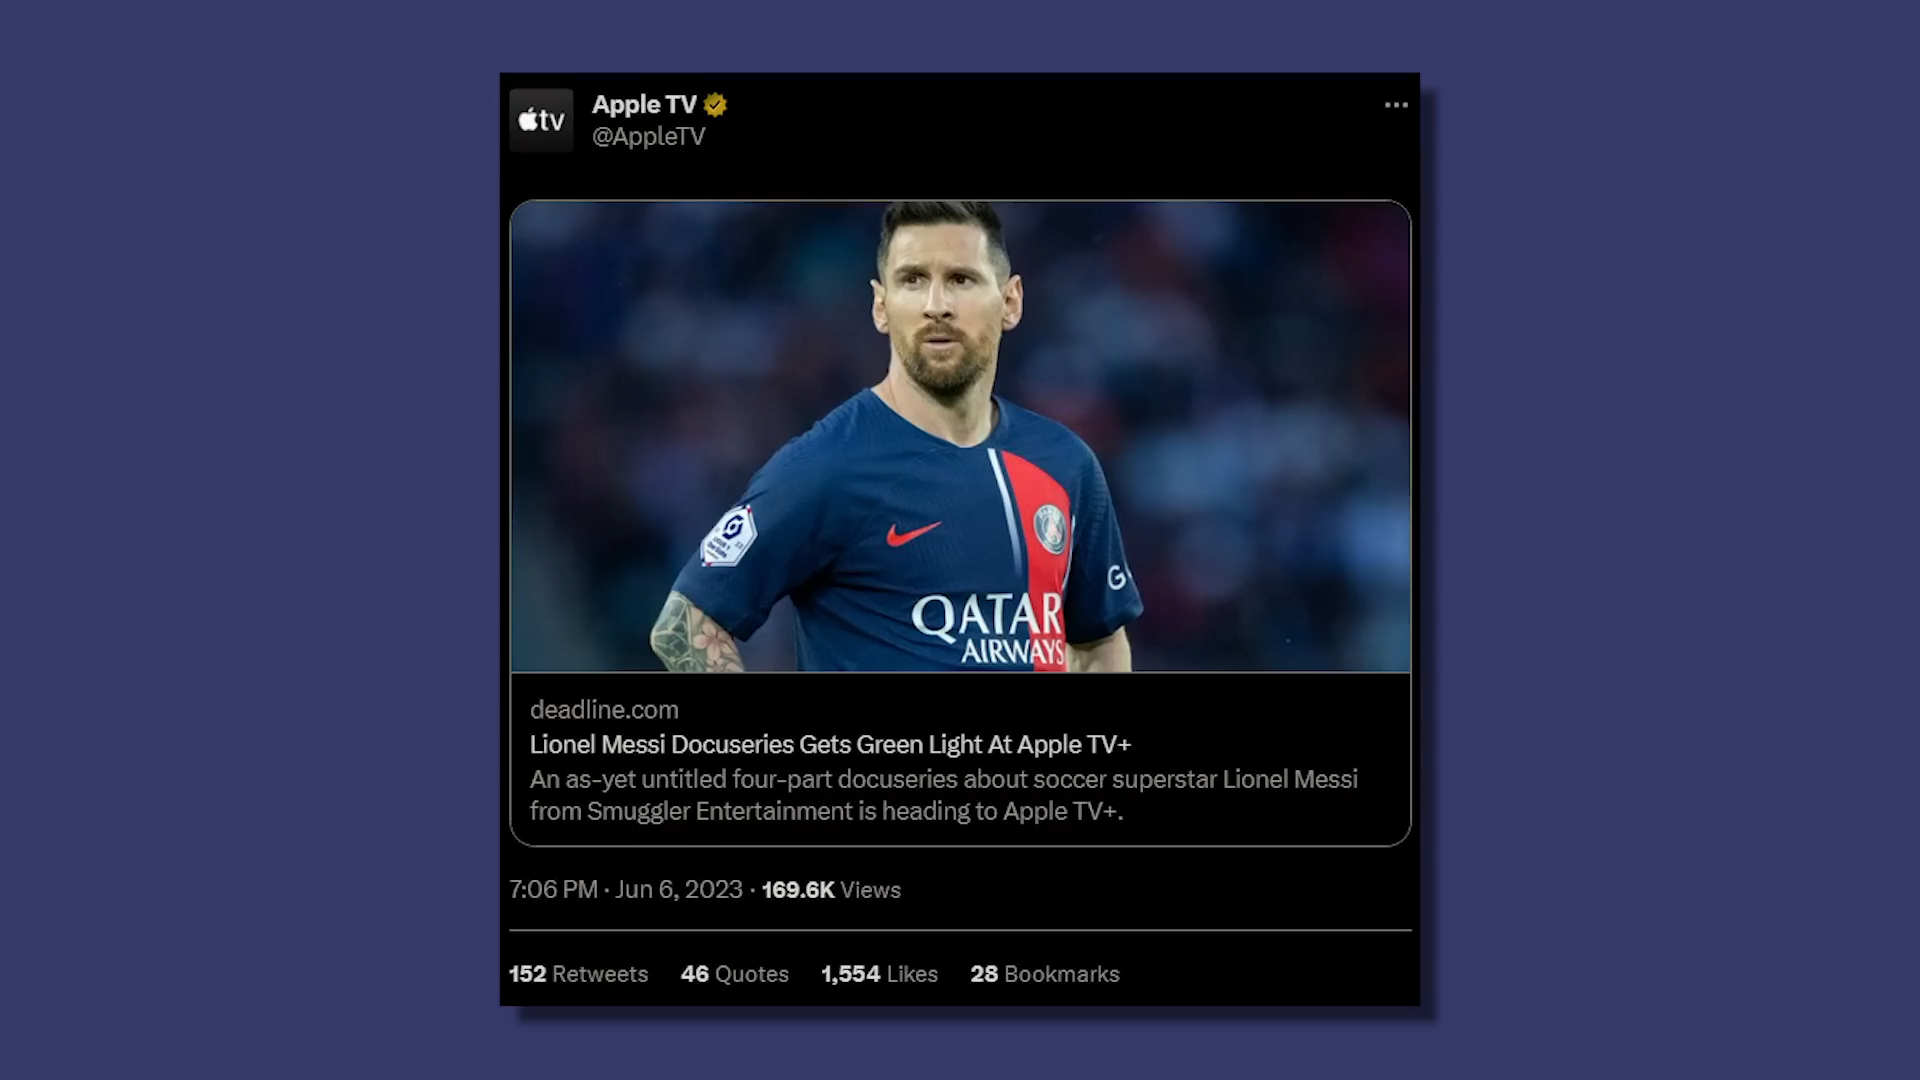 tv
Apple TV
@AppleTV
QATAR
AIRWAYS
deadline.com
Lionel Messi Docuseries Gets Green Light At Apple TV+
An as-yet untitled four-part docuseries about soccer superstar Lionel Messi
from Smuggler Entertainment is heading to Apple TV+.
7:06 PM · Jun 6, 2023 · 169.6K Views
152 Retweets 46 Quotes 1,554 Likes 28 Bookmarks